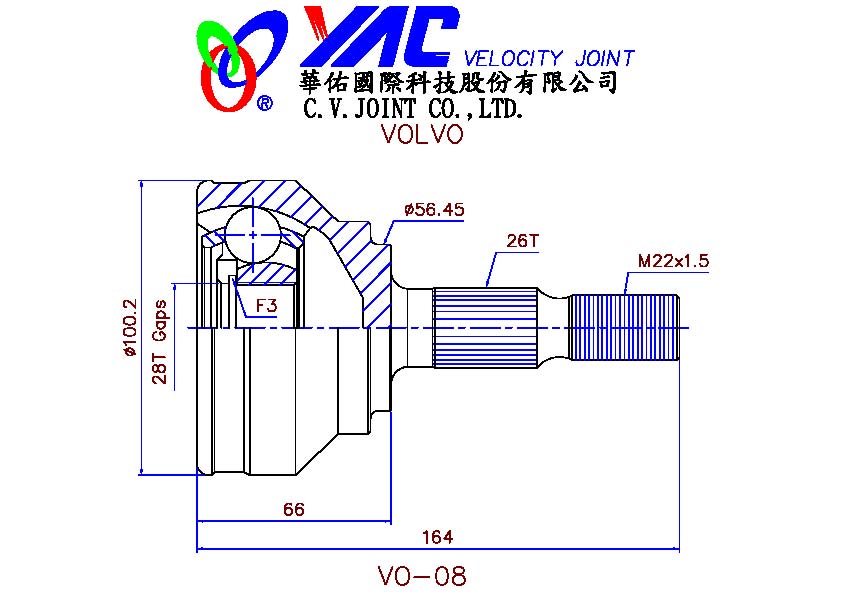 YAC VELOCITY JOINT
®
華佑國際科技股份有限公司
C.V.JOINT CO.,LTD.
VOLVO
ø56.45
26T
M22x1.5
F3
ø100.2
28T Gaps
66
164
VO-08